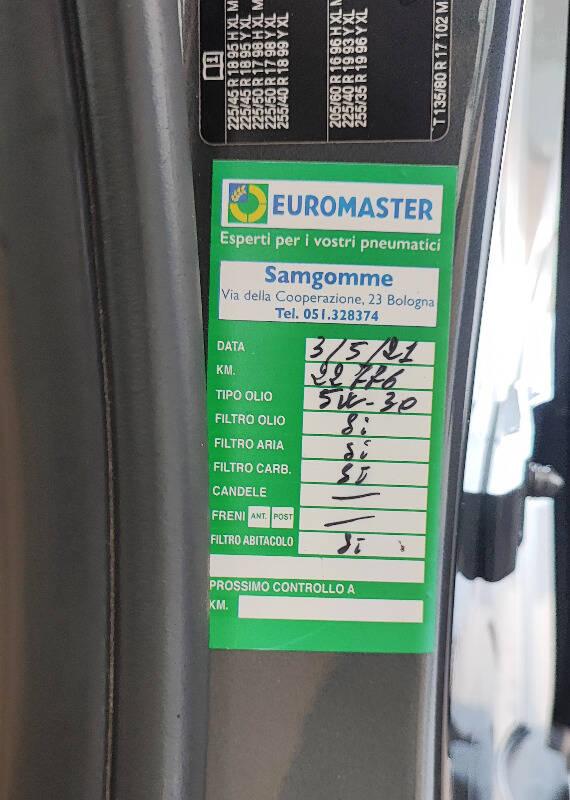 225/45 R 18 95 H XL M
225/45 R 18 95 Y XL
225/50 R 17 98 H XL M
225/50 R 17 98 Y XL
255/40 R 18 99 Y XL
205/60 R 16 96 H XL
225/40 R 19 93 Y XL
255/35 R 19 96 Y XL
T 135/80 R 17 102 M
EUROMASTER
Esperti per i vostri pneumatici
Samgomme
Via della Cooperazione, 23 Bologna
Tel. 051.328374
DATA 3/5/21
KM.
TIPO OLIO 5W-30
FILTRO OLIO Si
FILTRO ARIA Si
FILTRO CARB. SI
CANDELE —
FRENI ANT. POST —
FILTRO ABITACOLO Si
PROSSIMO CONTROLLO A
KM.